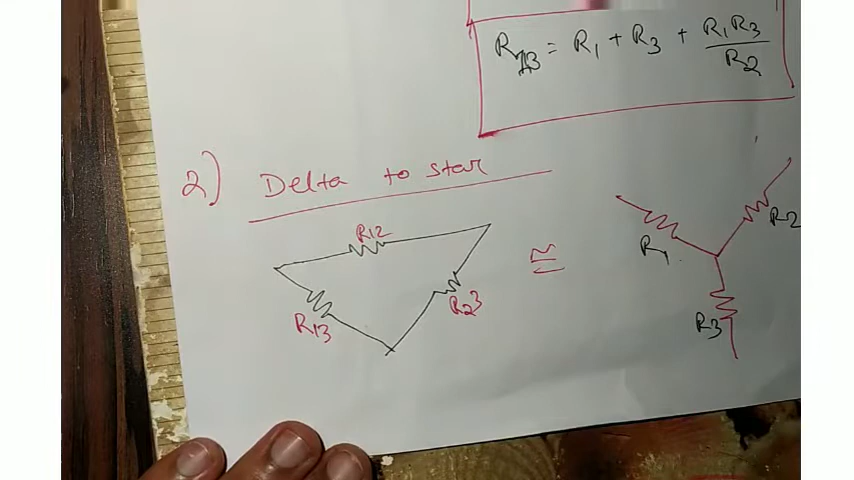 R13 = R1 + R3 + R1R3/R2
2) Delta to star
R12
R13
R23
≅
R1
R2
R3